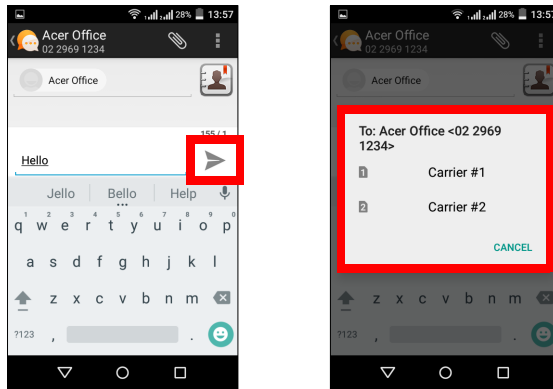 28% 13:57
Acer Office
02 2969 1234
Acer Office
155/1
Hello
Jello Bello Help
1 2 3 4 5 6 7 8 9 0
q w e r t y u i o p
a s d f g h j k l
z x c v b n m
?123 , .
28% 13:57
Acer Office
02 2969 1234
Acer Office
To: Acer Office <02 2969
1234>
1 Carrier #1
2 Carrier #2
CANCEL
z x c v b n m
?123 , .